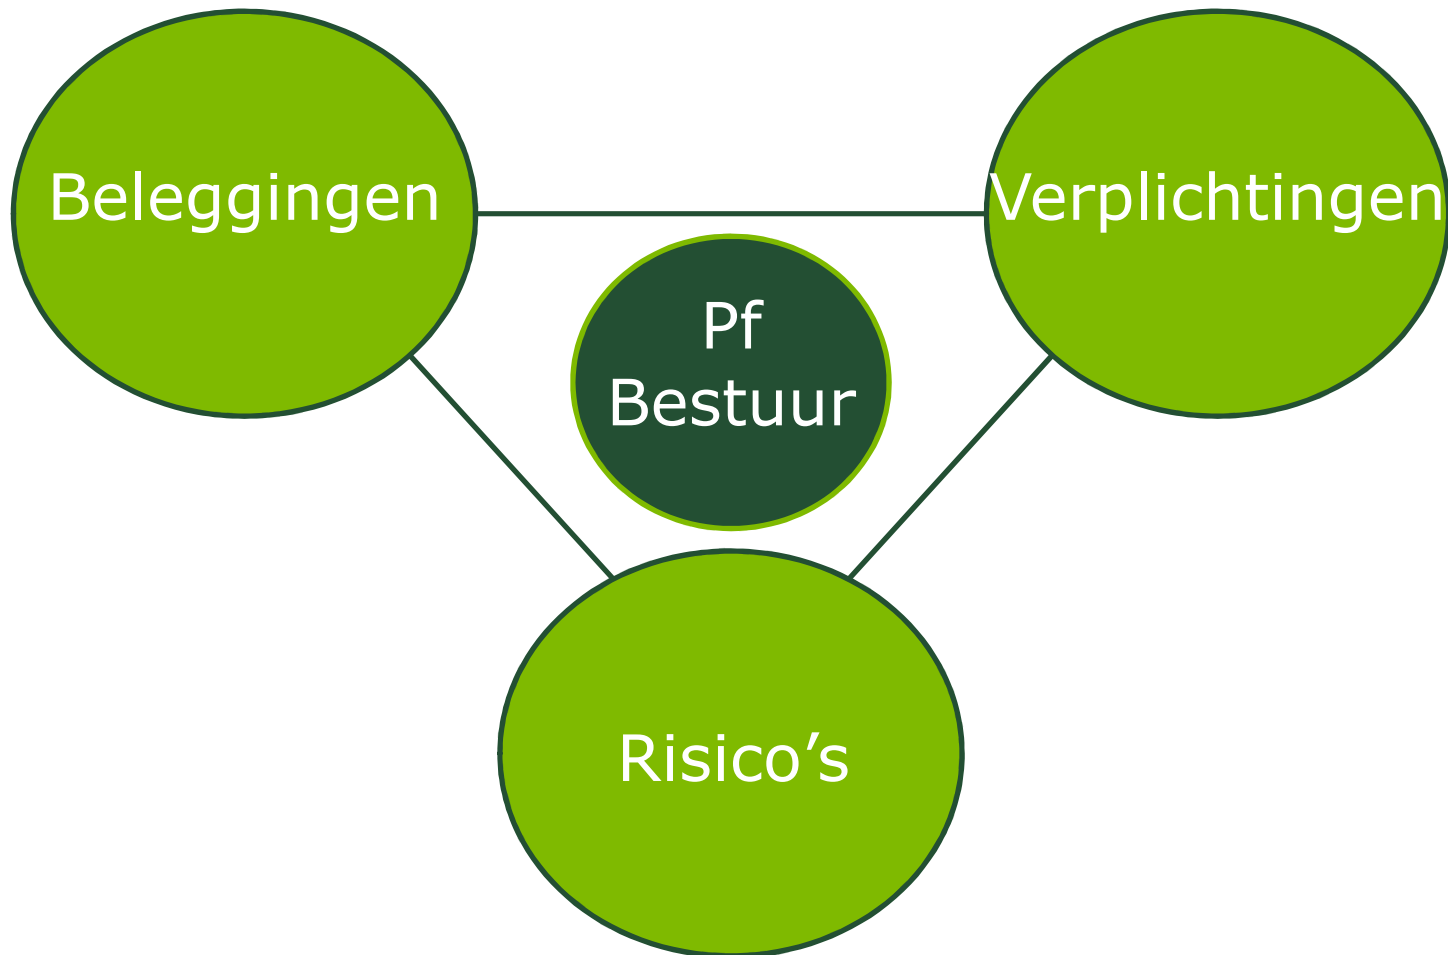 Beleggingen
Verplichtingen
Pf
Bestuur
Risico’s